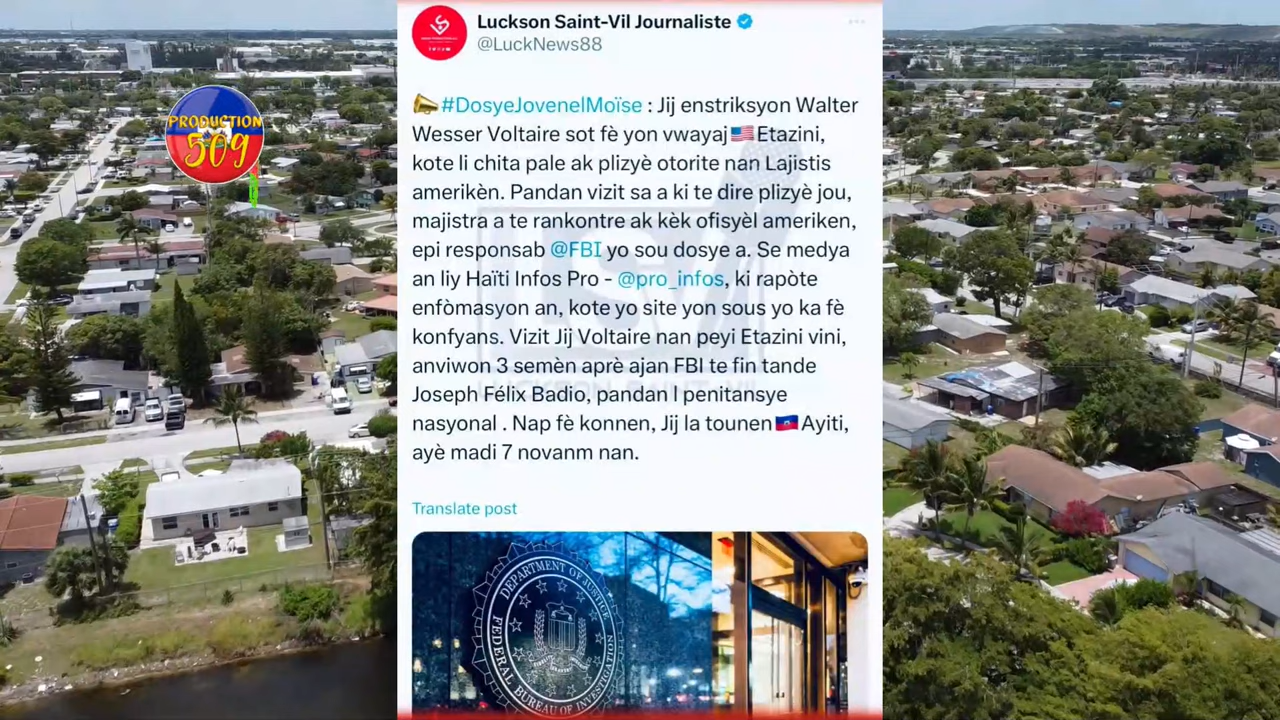 Luckson Saint-Vil Journaliste
@LuckNews88
PRODUCTION
509
#DosyeJovenelMoïse : Jij enstriksyon Walter
Wesser Voltaire sot fè yon vwayaj Etazini,
kote li chita pale ak plizyè otorite nan Lajistis
amerikèn. Pandan vizit sa a ki te dire plizyè jou,
majistra a te rankontre ak kèk ofisyèl ameriken,
epi responsab @FBI yo sou dosye a. Se medya
an liy Haïti Infos Pro - @pro_infos, ki rapòte
enfòmasyon an, kote yo site yon sous yo ka fè
konfyans. Vizit Jij Voltaire nan peyi Etazini vini,
anviwon 3 semèn aprè ajan FBI te fin tande
Joseph Félix Badio, pandan l penitansye
nasyonal . Nap fè konnen, Jij la tounen Ayiti,
ayè madi 7 novanm nan.
LUCKSON SAINT-VIL
Translate post
DEPARTMENT OF JUSTICE
FEDERAL BUREAU OF INVESTIGATION